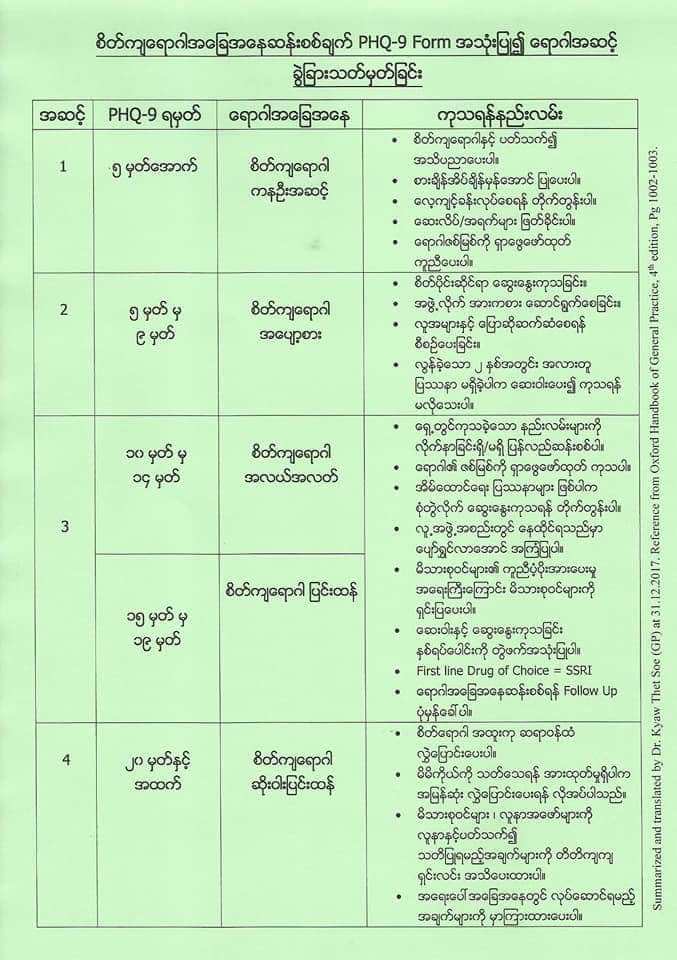 စိတ်ကျရောဂါအခြေအနေဆန်းစစ်ချက် PHQ-9 Form အသုံးပြု၍ ရောဂါအဆင့်
ခွဲခြားသတ်မှတ်ခြင်း
အဆင့် PHQ-9 ရမှတ် ရောဂါအခြေအနေ ကုသရန်နည်းလမ်း
1
၅ မှတ်အောက်
စိတ်ကျရောဂါ
ကနဦးအဆင့်
• စိတ်ကျရောဂါနှင့် ပတ်သက်၍
အသိပညာပေးပါ။
• စားချိန်အိပ်ချိန်မှန်အောင် ပြုပေးပါ။
• လေ့ကျင့်ခန်းလုပ်စေရန် တိုက်တွန်းပါ။
• ဆေးလိပ်/အရက်များ ဖြတ်ခိုင်းပါ။
• ရောဂါဇစ်မြစ်ကို ရှာဖွေဖော်ထုတ်
ကူညီပေးပါ။
2
၅ မှတ် မှ
၉ မှတ်
စိတ်ကျရောဂါ
အပျော့စား
• စိတ်ပိုင်းဆိုင်ရာ ဆွေးနွေးကုသခြင်း။
• အဖွဲ့လိုက် အားကစား ဆောင်ရွက်စေခြင်း။
• လူအများနှင့် ပြောဆိုဆက်ဆံစေရန်
စီစဉ်ပေးခြင်း။
• လွန်ခဲ့သော ၂ နှစ်အတွင်း အလားတူ
ပြဿနာ မရှိခဲ့ပါက ဆေးဝါးပေး၍ ကုသရန်
မလိုသေးပါ။
3
၁၀ မှတ် မှ
၁၄ မှတ်
စိတ်ကျရောဂါ
အလယ်အလတ်
၁၅ မှတ် မှ
၁၉ မှတ်
စိတ်ကျရောဂါ ပြင်းထန်
• ရှေ့တွင်ကုသခဲ့သော နည်းလမ်းများကို
လိုက်နာခြင်းရှိ/မရှိ ပြန်လည်ဆန်းစစ်ပါ။
• ရောဂါ၏ ဇစ်မြစ်ကို ရှာဖွေဖော်ထုတ် ကုသပါ။
• အိမ်ထောင်ရေး ပြဿနာများ ဖြစ်ပါက
စုံတွဲလိုက် ဆွေးနွေးကုသရန် တိုက်တွန်းပါ။
• လူ့အဖွဲ့အစည်းတွင် နေထိုင်ရသည်မှာ
ပျော်ရွှင်လာအောင် အကြံပြုပါ။
• မိသားစုဝင်များ၏ ကူညီပံ့ပိုးအားပေးမှု
အရေးကြီးကြောင်း မိသားစုဝင်များကို
ရှင်းပြပေးပါ။
• ဆေးဝါးနှင့် ဆွေးနွေးကုသခြင်း
နှစ်ရပ်ပေါင်းကို တွဲဖက်အသုံးပြုပါ။
• First line Drug of Choice = SSRI
• ရောဂါအခြေအနေဆန်းစစ်ရန် Follow Up
ပုံမှန်ခေါ်ပါ။
4
၂၀ မှတ်နှင့်
အထက်
စိတ်ကျရောဂါ
ဆိုးဝါးပြင်းထန်
• စိတ်ရောဂါ အထူးကု ဆရာဝန်ထံ
လွှဲပြောင်းပေးပါ။
• မိမိကိုယ်ကို သတ်သေရန် အားထုတ်မှုရှိပါက
အမြန်ဆုံး လွှဲပြောင်းပေးရန် လိုအပ်ပါသည်။
• မိသားစုဝင်များ ၊ လူနာအဖော်များကို
လူနာနှင့်ပတ်သက်၍
သတိပြုရမည့်အချက်များကို တိတိကျကျ
ရှင်းလင်း အသိပေးထားပါ။
• အရေးပေါ်အခြေအနေတွင် လုပ်ဆောင်ရမည့်
အချက်များကို မှာကြားထားပေးပါ။
Summarized and translated by Dr. Kyaw Thet Soe (GP) at 31.12.2017. Reference from Oxford Handbook of General Practice, 4th edition, Pg 1002-1003.